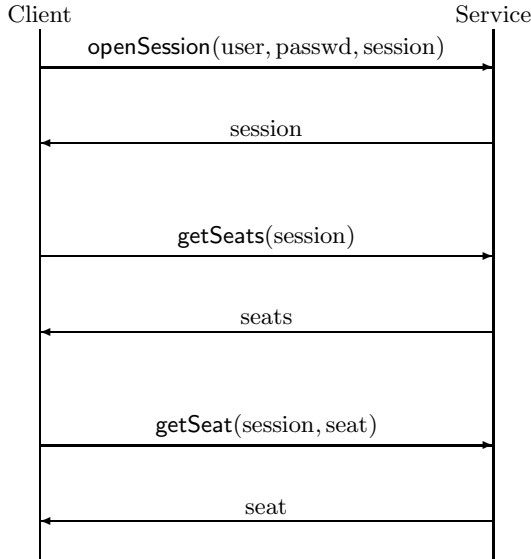 Client Service
openSession(user, passwd, session)
session
getSeats(session)
seats
getSeat(session, seat)
seat